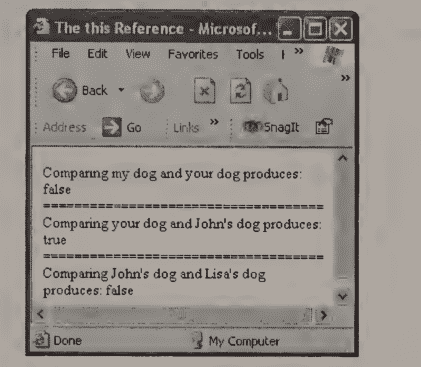 The this Reference - Microsof...
File Edit View Favorites Tools »
Back »
Address Go Links » SnagIt
Comparing my dog and your dog produces:
false
==================================
Comparing your dog and John's dog produces:
true
==================================
Comparing John's dog and Lisa's dog
produces: false
Done My Computer